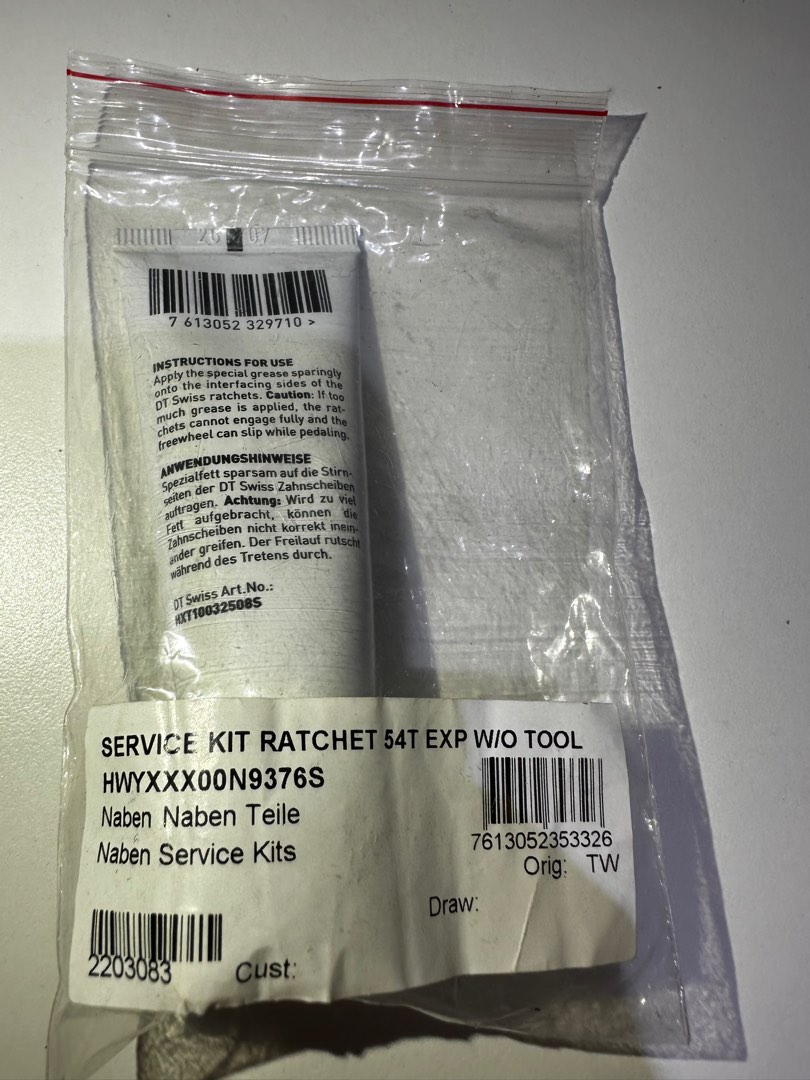 7 613052 329710 >
INSTRUCTIONS FOR USE
Apply the special grease sparingly
onto the interfacing sides of the
DT Swiss ratchets. Caution: If too
much grease is applied, the rat-
chets cannot engage fully and the
freewheel can slip while pedaling.
ANWENDUNGSHINWEISE
Spezialfett sparsam auf die Stirn-
seiten der DT Swiss Zahnscheiben
auftragen. Achtung: Wird zu viel
Fett aufgebracht, können die
Zahnscheiben nicht korrekt inein-
ander greifen. Der Freilauf rutscht
während des Tretens durch.
DT Swiss Art.No.:
HXT10032508S
SERVICE KIT RATCHET 54T EXP W/O TOOL
HWYXXX00N9376S
Naben Naben Teile
Naben Service Kits
7613052353326
Orig: TW
Draw:
2203083
Cust: